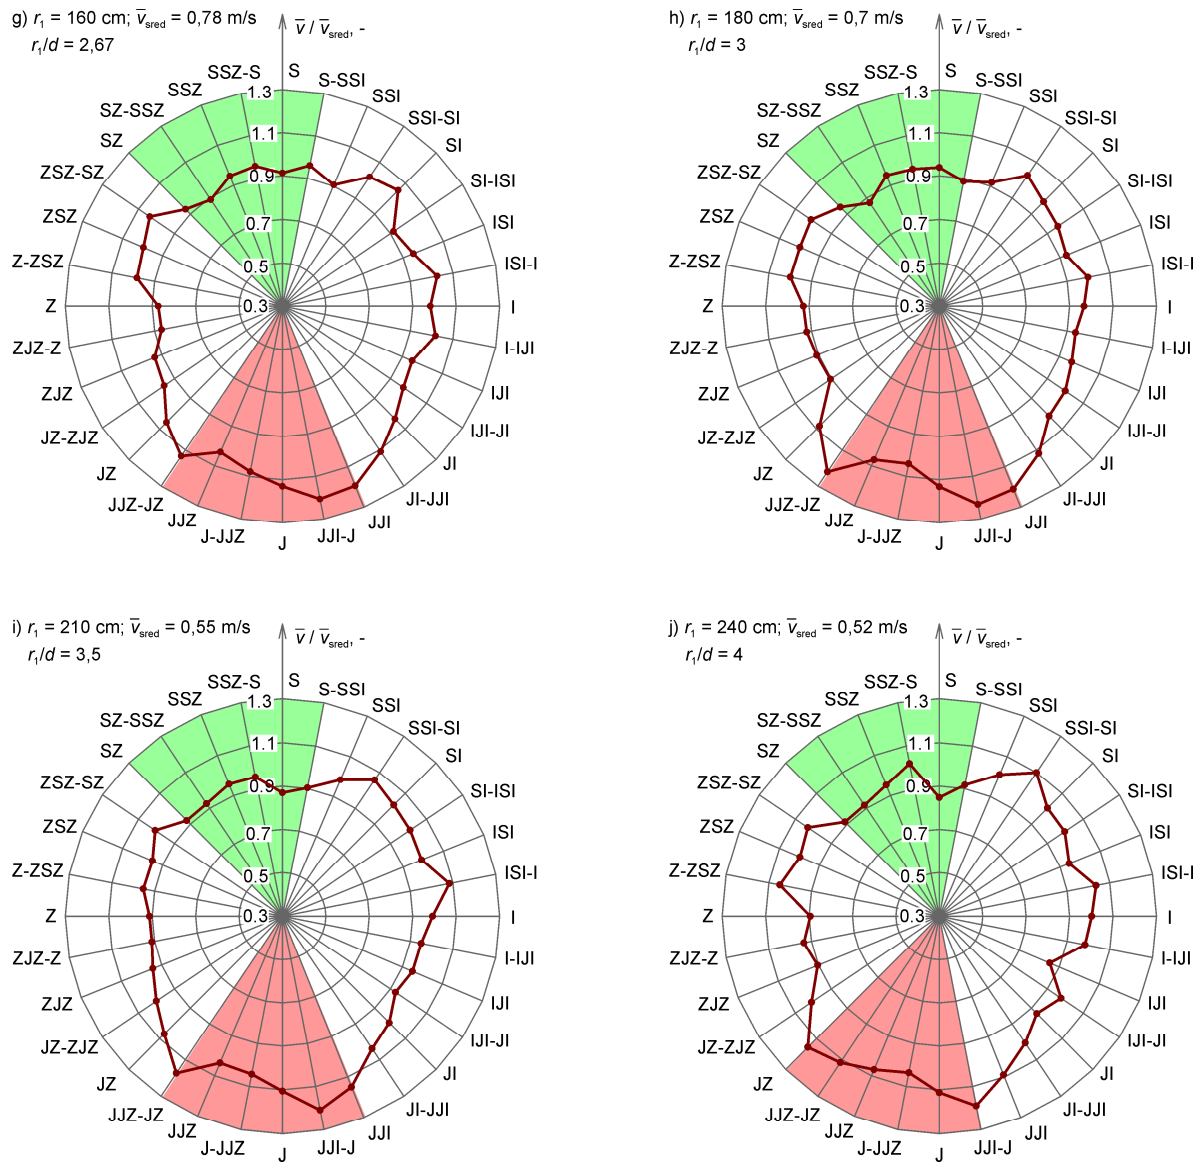 g) r1 = 160 cm; v̅sred = 0,78 m/s
r1/d = 2,67
v̅ / v̅sred, -
S
S-SSI
SSI
SSI-SI
SI
SI-ISI
ISI
ISI-I
I
I-IJI
IJI
IJI-JI
JI
JI-JJI
JJI
JJI-J
J
J-JJZ
JJZ
JJZ-JZ
JZ
JZ-ZJZ
ZJZ
ZJZ-Z
Z
Z-ZSZ
ZSZ
ZSZ-SZ
SZ
SZ-SSZ
SSZ
SSZ-S
1.3
1.1
0.9
0.7
0.5
0.3
h) r1 = 180 cm; v̅sred = 0,7 m/s
r1/d = 3
v̅ / v̅sred, -
S
S-SSI
SSI
SSI-SI
SI
SI-ISI
ISI
ISI-I
I
I-IJI
IJI
IJI-JI
JI
JI-JJI
JJI
JJI-J
J
J-JJZ
JJZ
JJZ-JZ
JZ
JZ-ZJZ
ZJZ
ZJZ-Z
Z
Z-ZSZ
ZSZ
ZSZ-SZ
SZ
SZ-SSZ
SSZ
SSZ-S
1.3
1.1
0.9
0.7
0.5
0.3
i) r1 = 210 cm; v̅sred = 0,55 m/s
r1/d = 3,5
v̅ / v̅sred, -
S
S-SSI
SSI
SSI-SI
SI
SI-ISI
ISI
ISI-I
I
I-IJI
IJI
IJI-JI
JI
JI-JJI
JJI
JJI-J
J
J-JJZ
JJZ
JJZ-JZ
JZ
JZ-ZJZ
ZJZ
ZJZ-Z
Z
Z-ZSZ
ZSZ
ZSZ-SZ
SZ
SZ-SSZ
SSZ
SSZ-S
1.3
1.1
0.9
0.7
0.5
0.3
j) r1 = 240 cm; v̅sred = 0,52 m/s
r1/d = 4
v̅ / v̅sred, -
S
S-SSI
SSI
SSI-SI
SI
SI-ISI
ISI
ISI-I
I
I-IJI
IJI
IJI-JI
JI
JI-JJI
JJI
JJI-J
J
J-JJZ
JJZ
JJZ-JZ
JZ
JZ-ZJZ
ZJZ
ZJZ-Z
Z
Z-ZSZ
ZSZ
ZSZ-SZ
SZ
SZ-SSZ
SSZ
SSZ-S
1.3
1.1
0.9
0.7
0.5
0.3